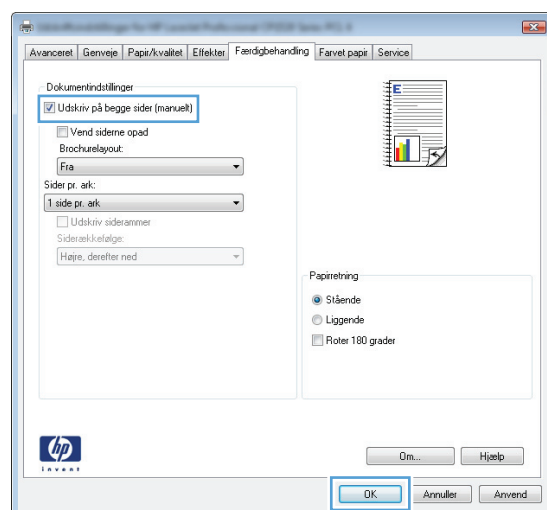 Avanceret Genveje Papir/kvalitet Effekter Færdigbehandling Farvet papir Service
Dokumentindstillinger
Udskriv på begge sider (manuelt)
Vend siderne opad
Brochurelayout:
Fra
Sider pr. ark:
1 side pr. ark
Udskriv siderammer
Siderækkefølge:
Højre, derefter ned
E
Papirretning
Stående
Liggende
Roter 180 grader
hp
invent
Om... Hjælp
OK Annuller Anvend